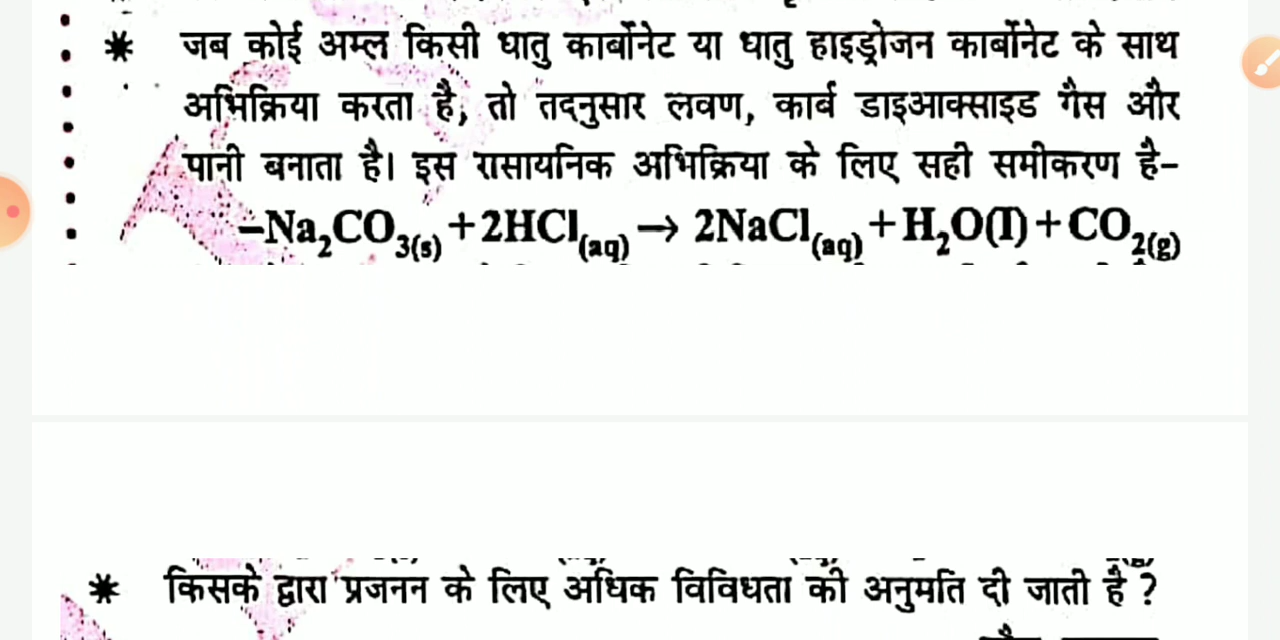 * जब कोई अम्ल किसी धातु कार्बोनेट या धातु हाइड्रोजन कार्बोनेट के साथ
अभिक्रिया करता है, तो तदनुसार लवण, कार्ब डाइआक्साइड गैस और
पानी बनाता है। इस रासायनिक अभिक्रिया के लिए सही समीकरण है–
–Na₂CO₃(s) + 2HCl(aq) → 2NaCl(aq) + H₂O(l) + CO₂(g)
* किसके द्वारा प्रजनन के लिए अधिक विविधता की अनुमति दी जाती है ?